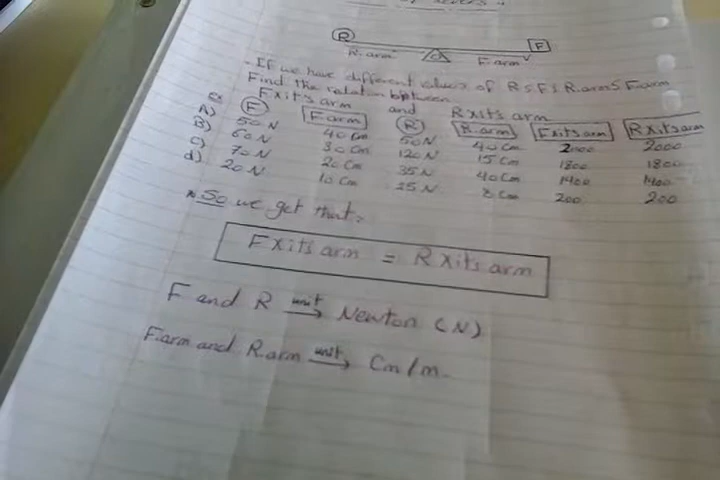 of levers
R F
R.arm F.arm
. If we have different values of R & F & R.arm & F.arm
Find the relation between
F x its arm and R x its arm
F F.arm R R.arm F x its arm R x its arm
A) 50 N 40 Cm 50 N 40 Cm 2000 2000
B) 60 N 30 Cm 120 N 15 Cm 1800 1800
C) 70 N 20 Cm 35 N 40 Cm 1400 1400
d) 20 N 10 Cm 25 N 8 Cm 200 200
* So we get that:
F x its arm = R x its arm
F and R unit → Newton (N)
F.arm and R.arm unit → Cm/m.